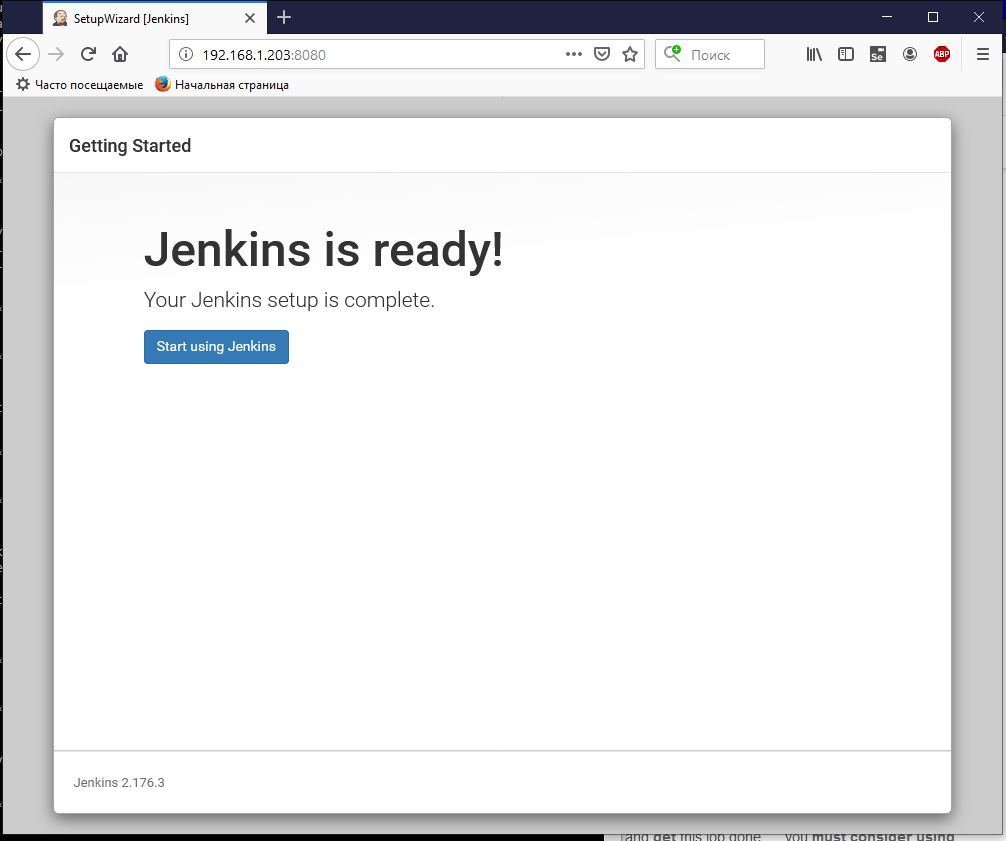 SetupWizard [Jenkins]
192.168.1.203:8080
Поиск
Se
ABP
Часто посещаемые
Начальная страница
Getting Started
Jenkins is ready!
Your Jenkins setup is complete.
Start using Jenkins
Jenkins 2.176.3
and get this job done
you must consider using